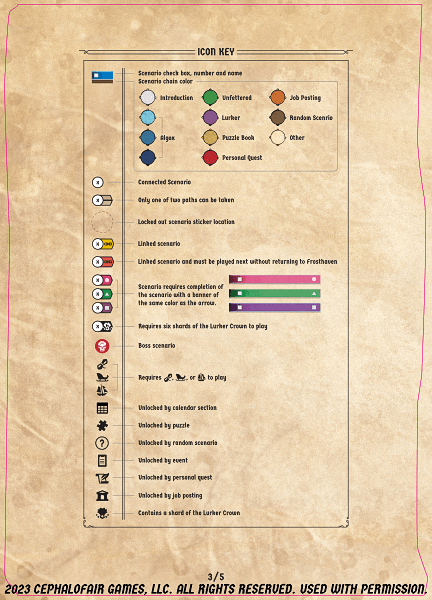 ICON KEY
Scenario check box, number and name
Scenario chain color
Introduction
Unfettered
Job Posting
Lurker
Random Scenrio
Algox
Puzzle Book
Other
Personal Quest
Connected Scenario
Only one of two paths can be taken
Locked out scenario sticker location
Linked scenario
Linked scenario and must be played next without returning to Frosthaven
Scenario requires completion of
the scenario with a banner of
the same color as the arrow.
Requires six shards of the Lurker Crown to play
Boss scenario
Requires , , or to play
Unlocked by calendar section
Unlocked by puzzle
Unlocked by random scenario
Unlocked by event
Unlocked by personal quest
Unlocked by job posting
Contains a shard of the Lurker Crown
3/5
2023 CEPHALOFAIR GAMES, LLC. ALL RIGHTS RESERVED. USED WITH PERMISSION.